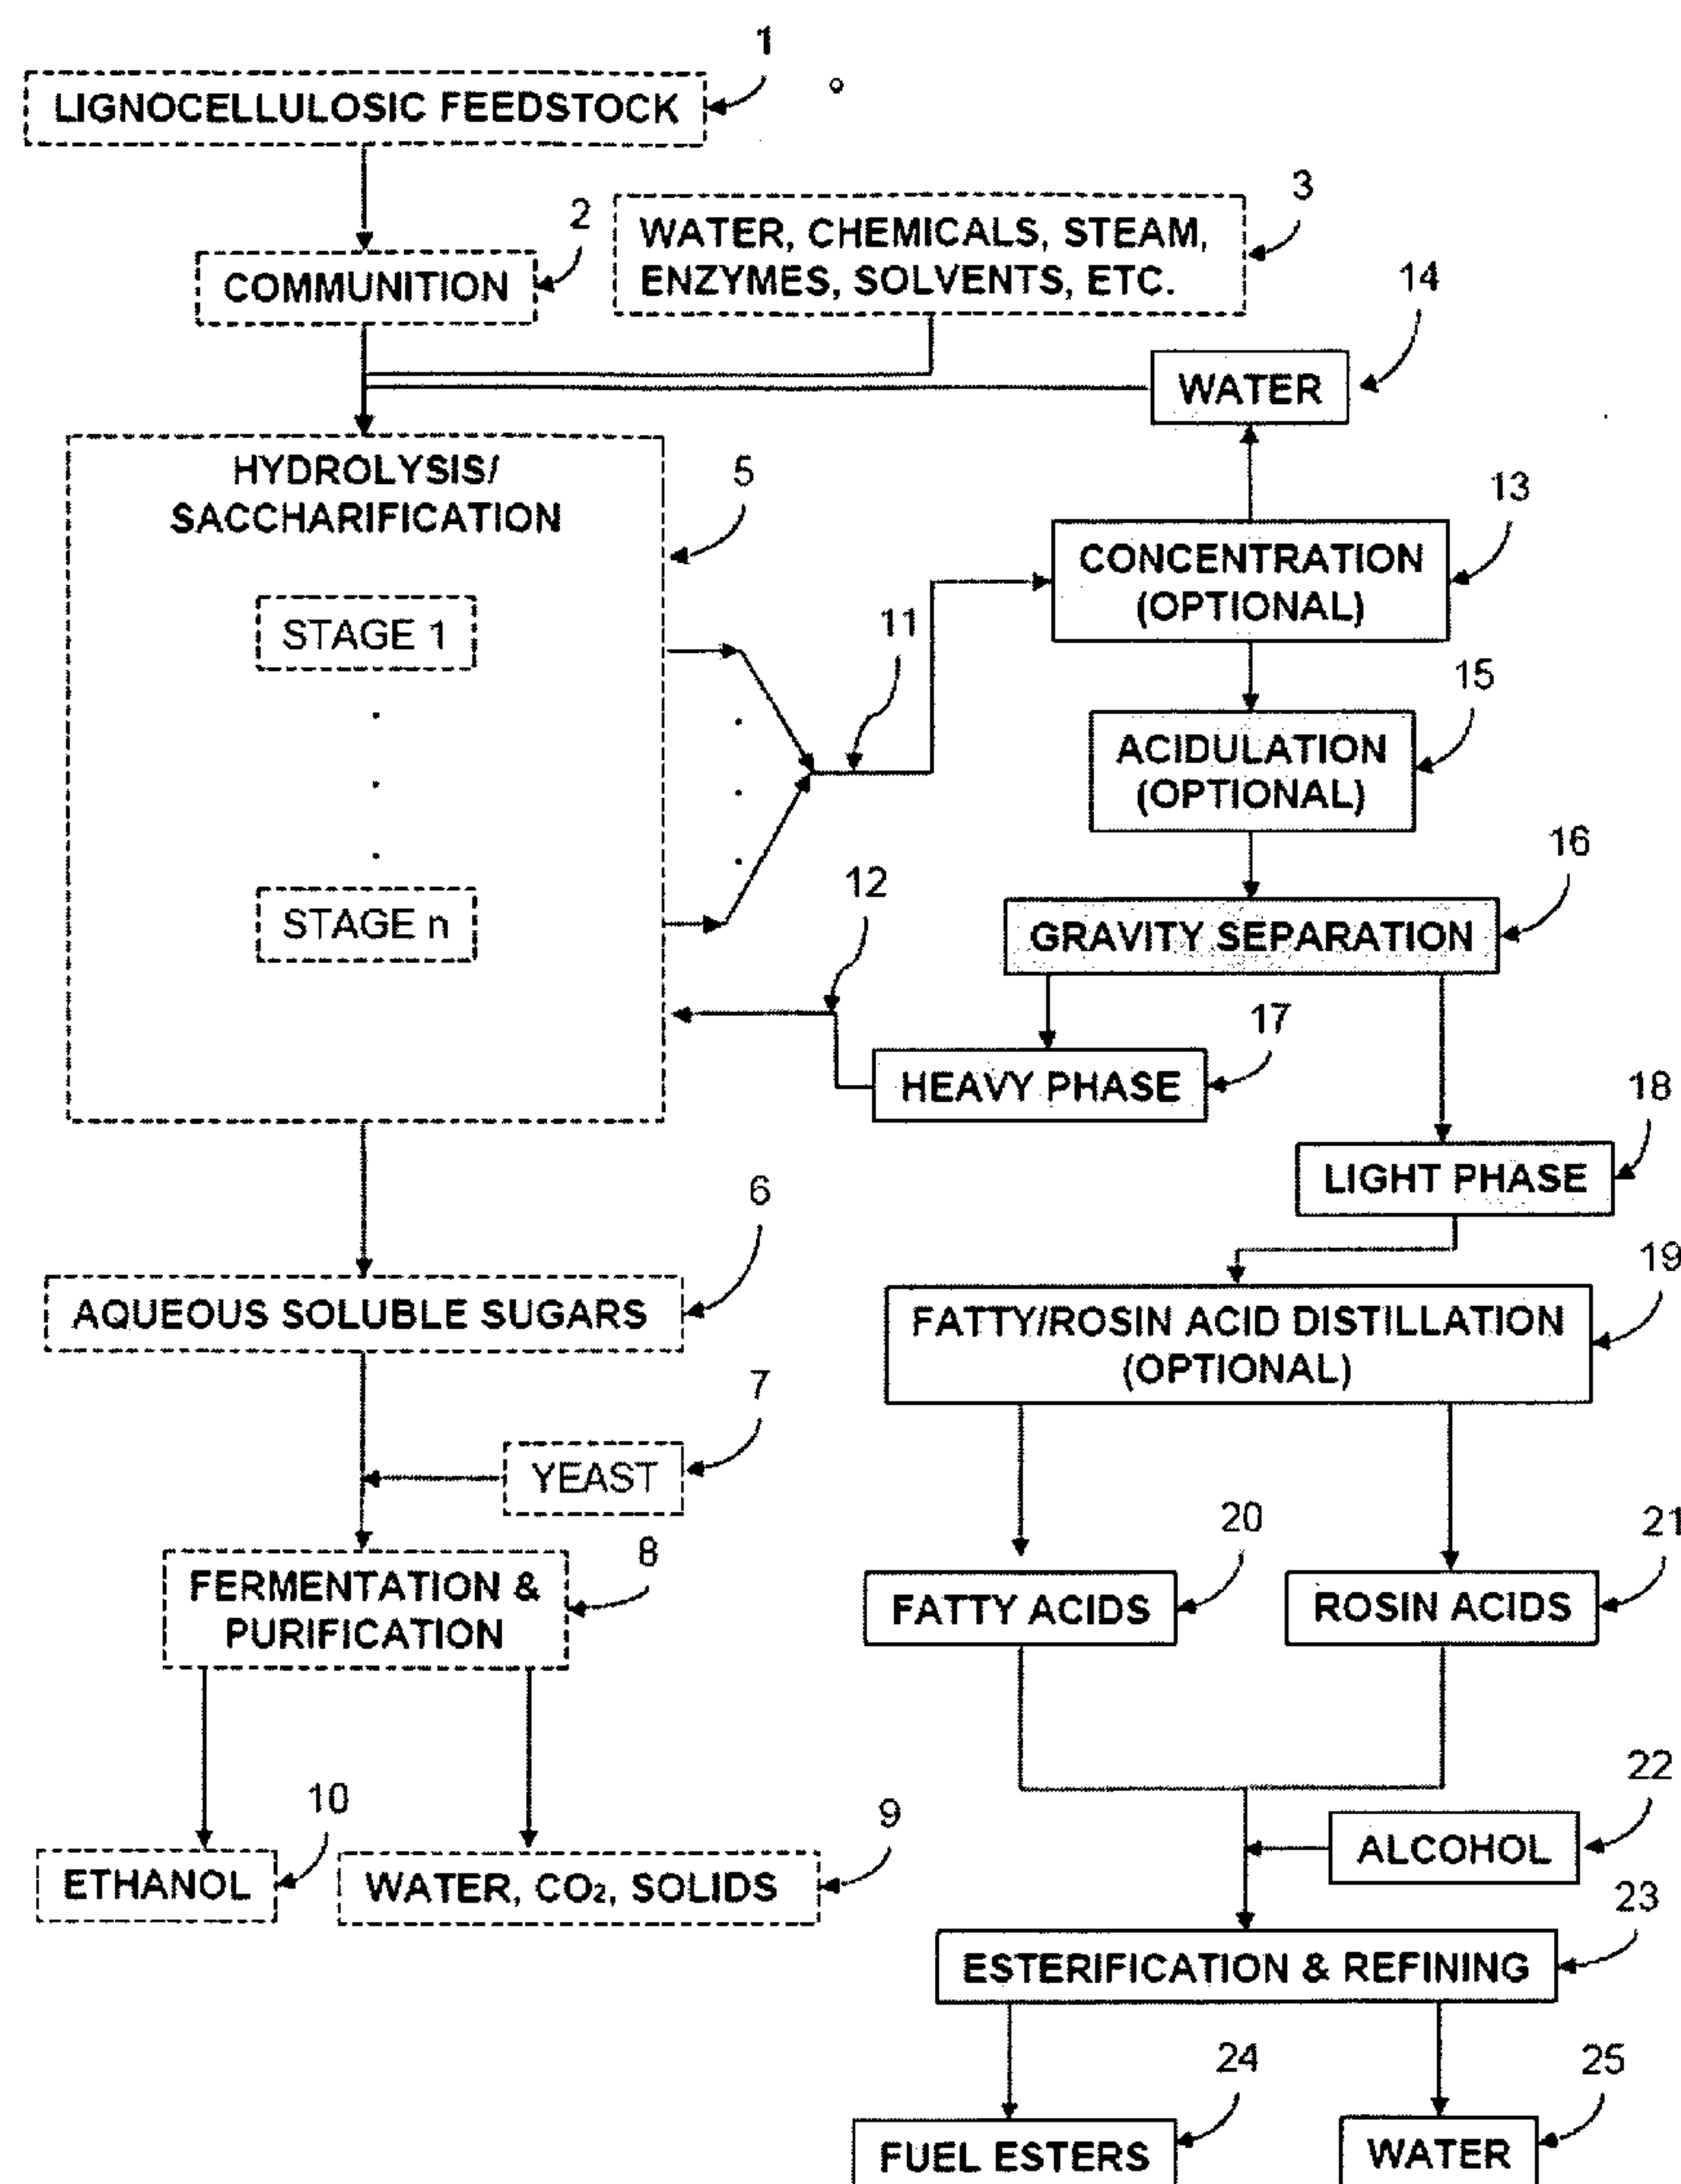 1
LIGNOCELLULOSIC FEEDSTOCK
2
COMMUNITION
3
WATER, CHEMICALS, STEAM,
ENZYMES, SOLVENTS, ETC.
14
WATER
HYDROLYSIS/
SACCHARIFICATION
5
STAGE 1
STAGE n
11
12
13
CONCENTRATION
(OPTIONAL)
15
ACIDULATION
(OPTIONAL)
16
GRAVITY SEPARATION
17
HEAVY PHASE
18
LIGHT PHASE
6
AQUEOUS SOLUBLE SUGARS
19
FATTY/ROSIN ACID DISTILLATION
(OPTIONAL)
7
YEAST
8
FERMENTATION &
PURIFICATION
20
FATTY ACIDS
21
ROSIN ACIDS
10
ETHANOL
9
WATER, CO₂, SOLIDS
22
ALCOHOL
23
ESTERIFICATION & REFINING
24
FUEL ESTERS
25
WATER